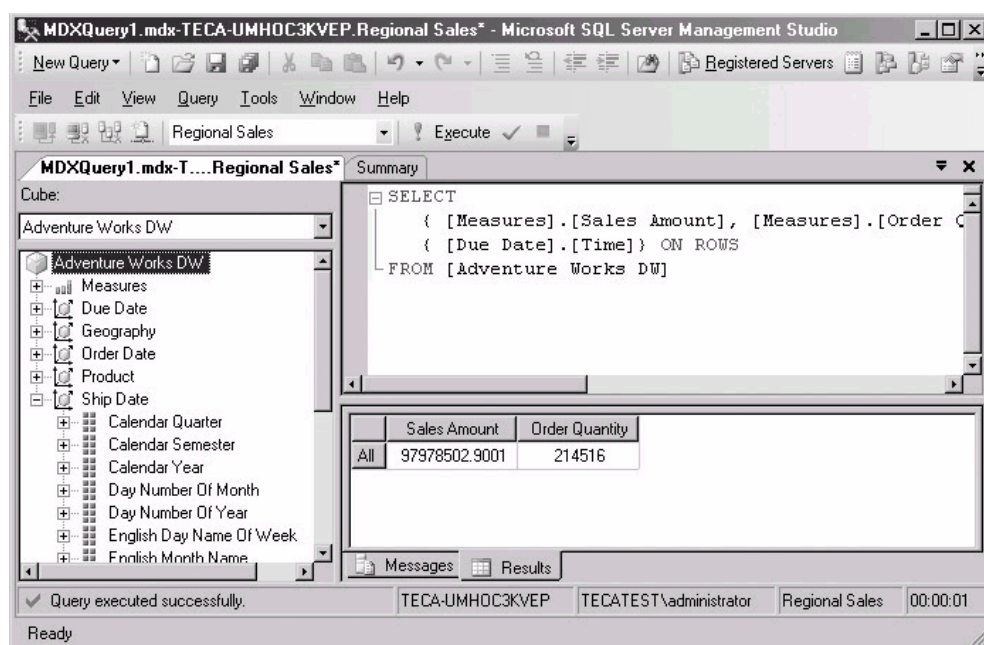 MDXQuery1.mdx-TECA-UMHOC3KVEP.Regional Sales* - Microsoft SQL Server Management Studio
New Query
Registered Servers
File Edit View Query Tools Window Help
Regional Sales
Execute
MDXQuery1.mdx-T....Regional Sales* Summary
Cube:
Adventure Works DW
Adventure Works DW
Measures
Due Date
Geography
Order Date
Product
Ship Date
Calendar Quarter
Calendar Semester
Calendar Year
Day Number Of Month
Day Number Of Year
English Day Name Of Week
English Month Name
SELECT
{ [Measures].[Sales Amount], [Measures].[Order
{ [Due Date].[Time]} ON ROWS
FROM [Adventure Works DW]
Sales Amount Order Quantity
All 97978502.9001 214516
Messages Results
Query executed successfully. TECA-UMHOC3KVEP TECATEST\administrator Regional Sales 00:00:01
Ready